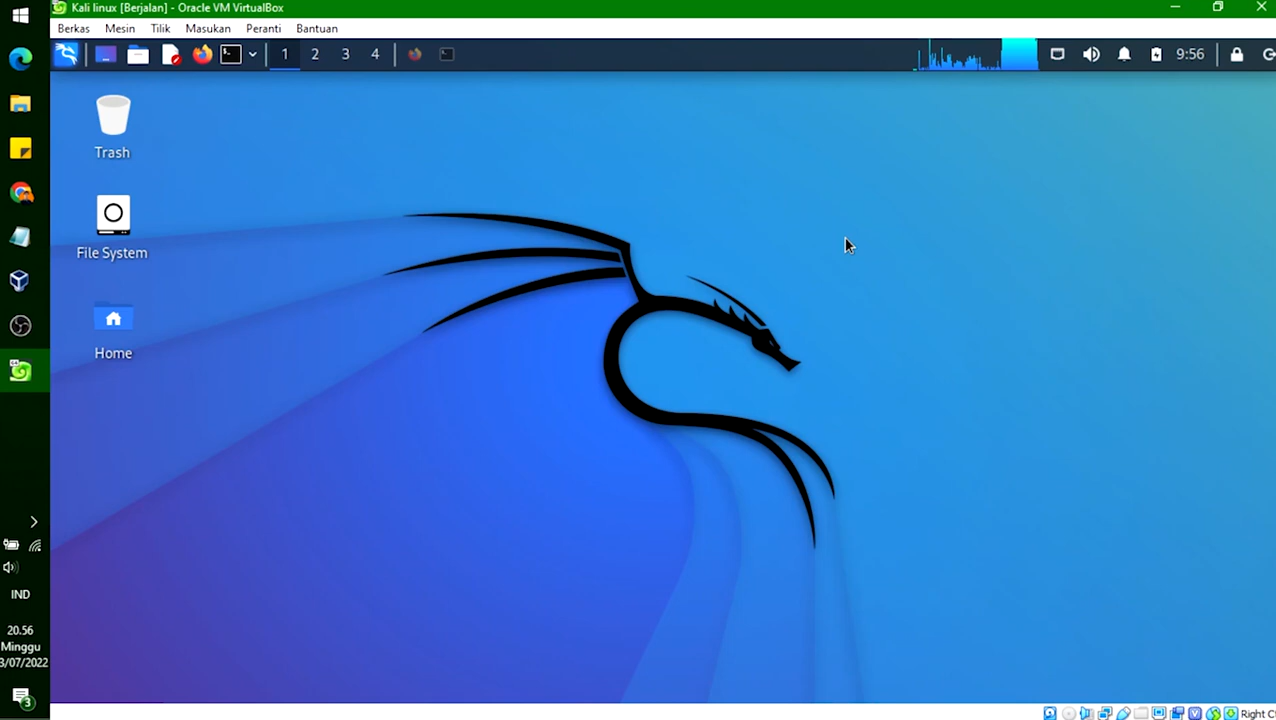 Kali linux [Berjalan] - Oracle VM VirtualBox
Berkas Mesin Tilik Masukan Peranti Bantuan
1 2 3 4 9:56
Trash
File System
Home
IND
20.56
Minggu
3/07/2022
3
Right C